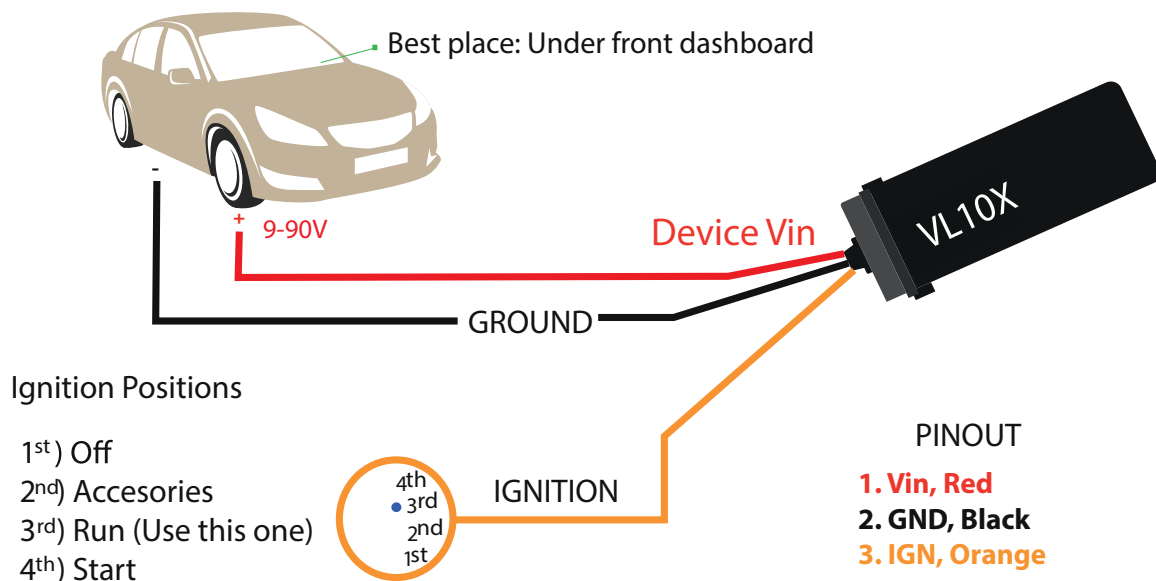 Best place: Under front dashboard
-
+
9-90V
Device Vin
VL10X
GROUND
Ignition Positions
1st) Off
2nd) Accesories
3rd) Run (Use this one)
4th) Start
4th
3rd
2nd
1st
IGNITION
PINOUT
1. Vin, Red
2. GND, Black
3. IGN, Orange